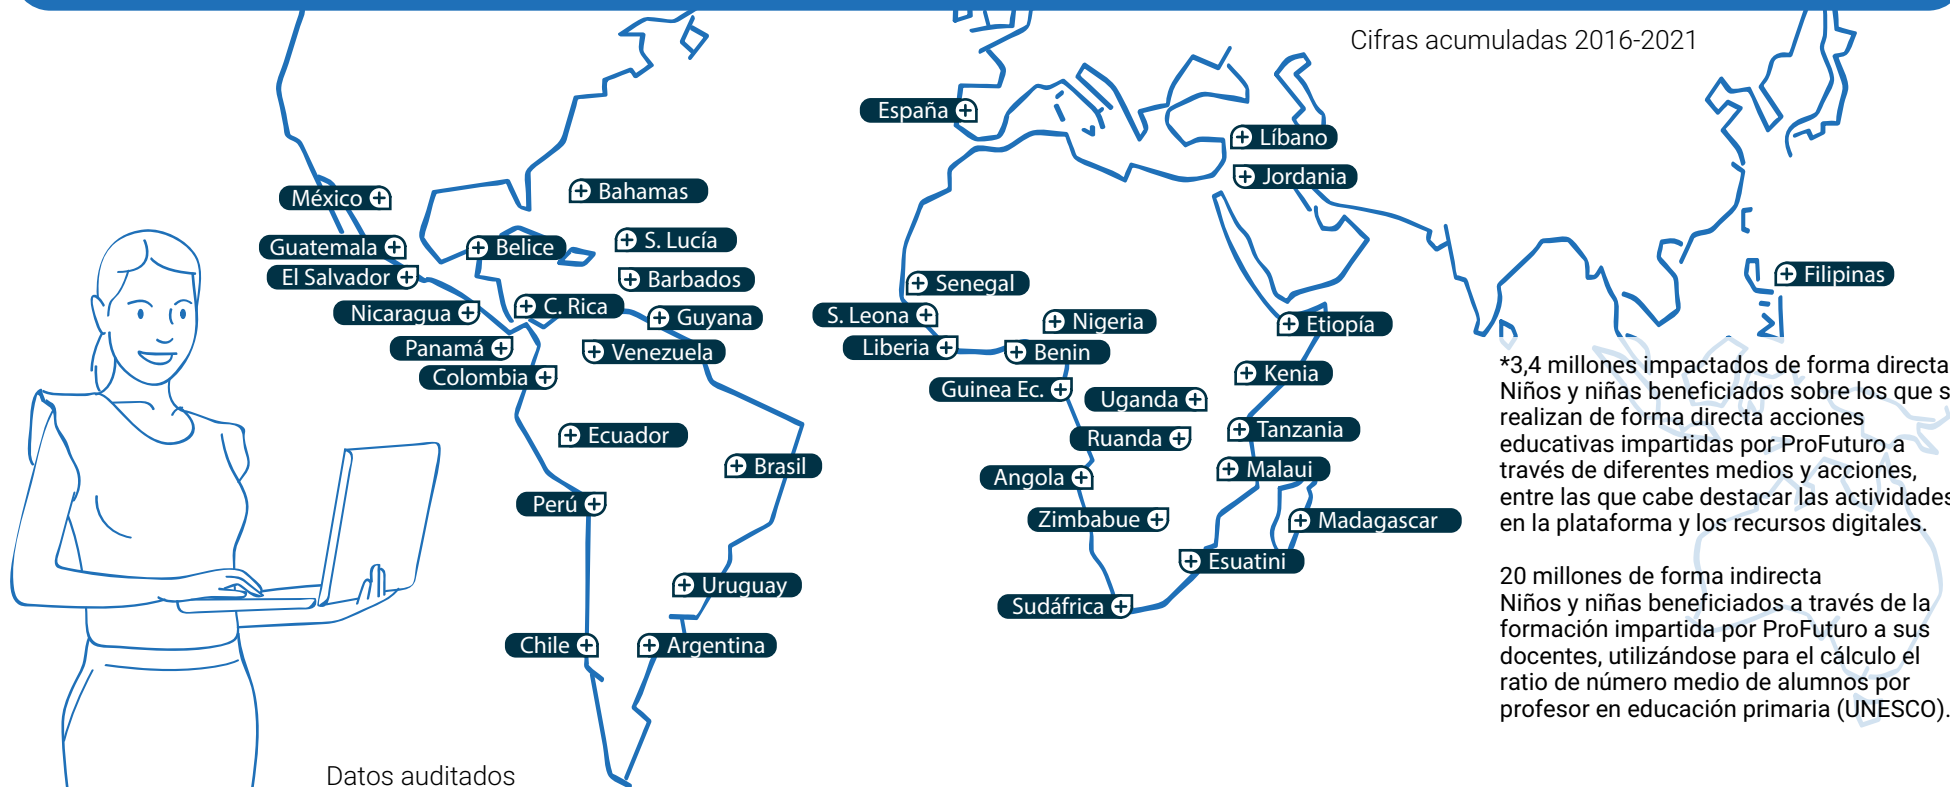 Cifras acumuladas 2016-2021
España
Líbano
Jordania
México
Bahamas
Guatemala
Belice
S. Lucía
El Salvador
Barbados
Senegal
Filipinas
Nicaragua
C. Rica
Guyana
S. Leona
Nigeria
Etiopía
Panamá
Venezuela
Liberia
Benin
Colombia
Guinea Ec.
Uganda
Kenia
Ecuador
Ruanda
Tanzania
Brasil
Angola
Malaui
Perú
Zimbabue
Madagascar
Esuatini
Uruguay
Sudáfrica
Chile
Argentina
*3,4 millones impactados de forma directa
Niños y niñas beneficiados sobre los que s
realizan de forma directa acciones
educativas impartidas por ProFuturo a
través de diferentes medios y acciones,
entre las que cabe destacar las actividades
en la plataforma y los recursos digitales.
20 millones de forma indirecta
Niños y niñas beneficiados a través de la
formación impartida por ProFuturo a sus
docentes, utilizándose para el cálculo el
ratio de número medio de alumnos por
profesor en educación primaria (UNESCO).
Datos auditados